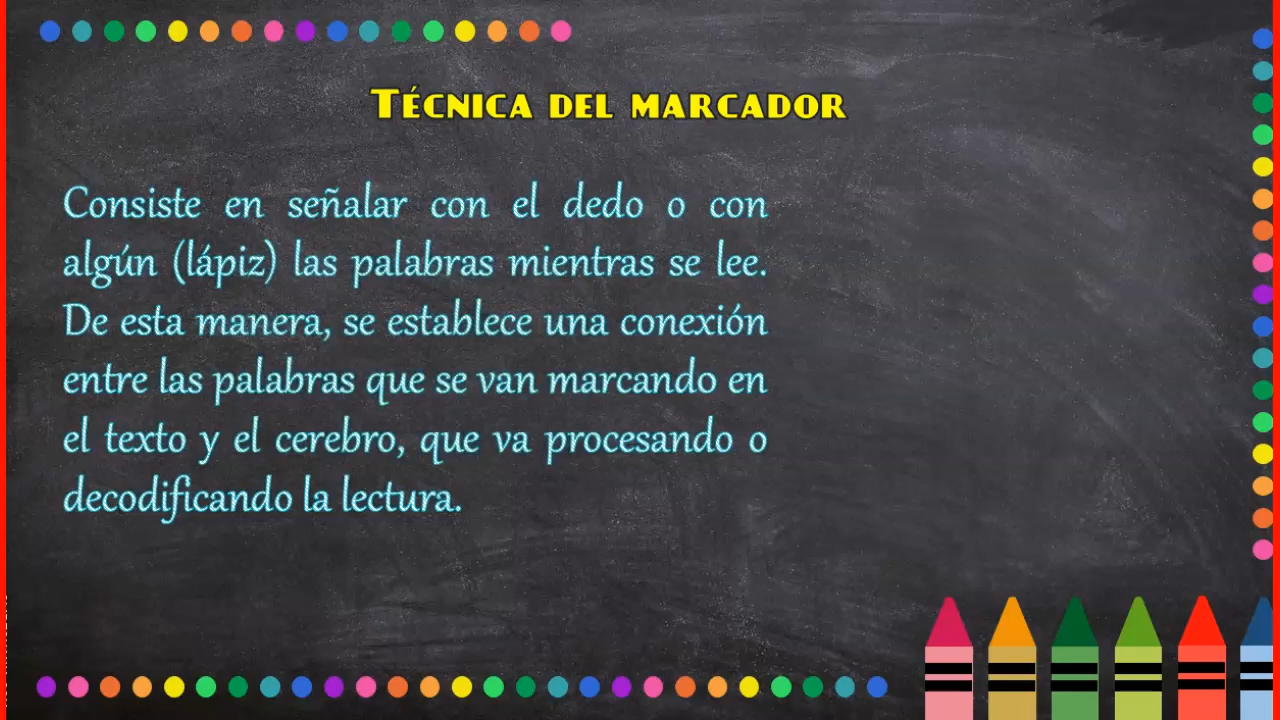 Técnica del marcador
Consiste en señalar con el dedo o con
algún (lápiz) las palabras mientras se lee.
De esta manera, se establece una conexión
entre las palabras que se van marcando en
el texto y el cerebro, que va procesando o
decodificando la lectura.